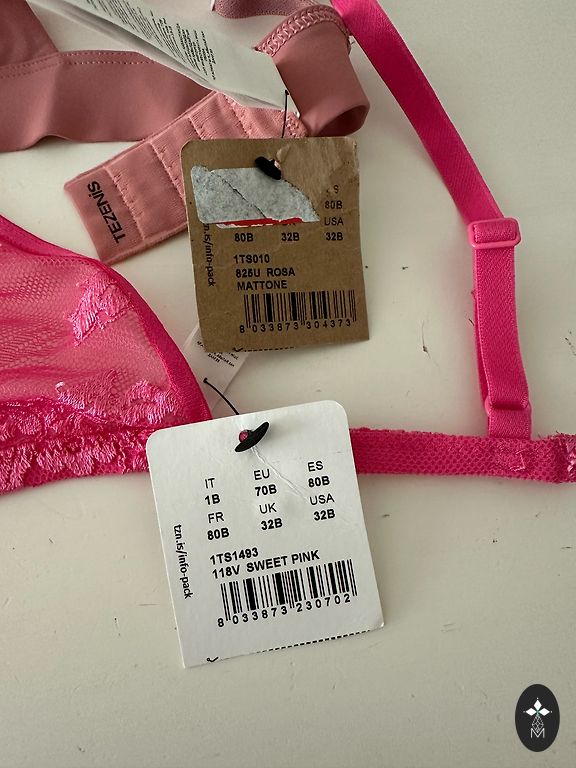 TEZENIS
ES
80B
UK USA
80B 32B 32B
tzn.is/info-pack
1TS010
825U ROSA
MATTONE
8 033873 304373
IT EU ES
1B 70B 80B
FR UK USA
80B 32B 32B
tzn.is/info-pack
1TS1493
118V SWEET PINK
8 033873 230702
M